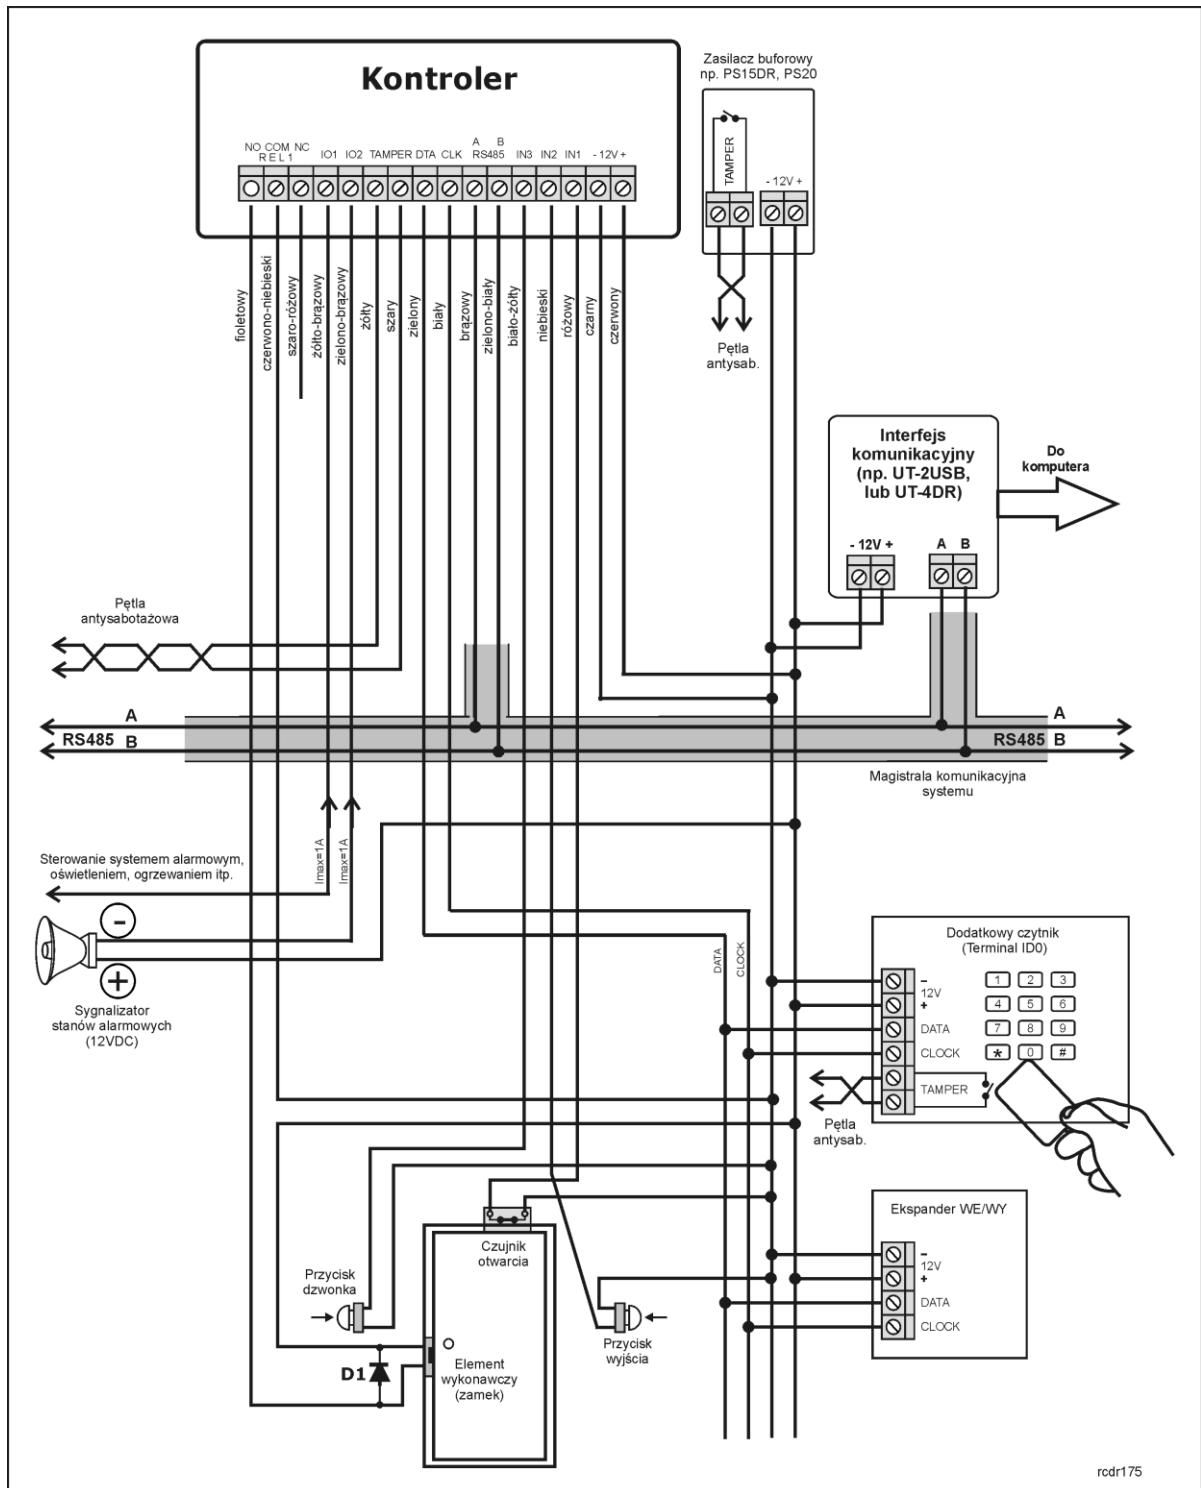 Kontroler
NO COM NC
REL1
IO1 IO2 TAMPER DTA CLK
A B
RS485 IN3 IN2 IN1 - 12V +
fioletowy
czerwono-niebieski
szaro-różowy
żółto-brązowy
zielono-brązowy
żółty
szary
zielony
biały
brązowy
zielono-biały
biało-żółty
niebieski
różowy
czarny
czerwony
Zasilacz buforowy
np. PS15DR, PS20
TAMPER
- 12V +
Pętla
antysab.
Interfejs
komunikacyjny
(np. UT-2USB,
lub UT-4DR)
- 12V + A B
Do
komputera
Pętla
antysabotażowa
A
RS485 B
A
RS485 B
Magistrala komunikacyjna
systemu
Imax=1A
Imax=1A
Sterowanie systemem alarmowym,
oświetleniem, ogrzewaniem itp.
-
+
Sygnalizator
stanów alarmowych
(12VDC)
DATA
CLOCK
Dodatkowy czytnik
(Terminal ID0)
-
12V
+
DATA
CLOCK
TAMPER
1 2 3
4 5 6
7 8 9
* 0 #
Pętla
antysab.
Ekspander WE/WY
-
12V
+
DATA
CLOCK
Czujnik
otwarcia
Przycisk
dzwonka
Przycisk
wyjścia
D1
Element
wykonawczy
(zamek)
rcdr175